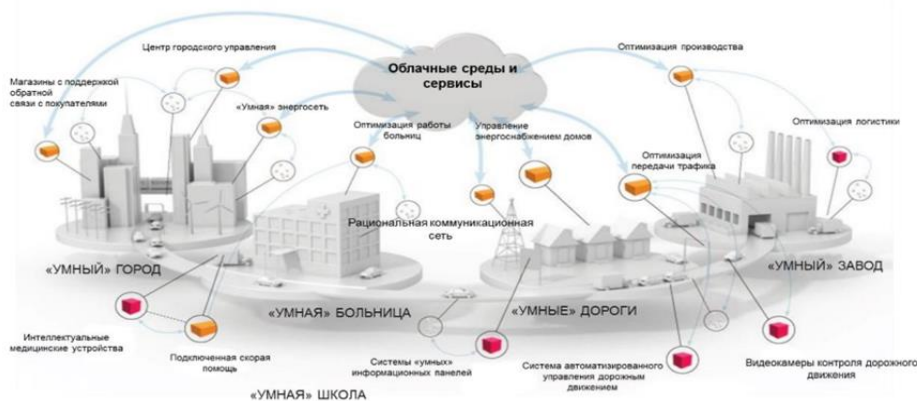 Центр городского управления
Оптимизация производства
Облачные среды и
сервисы
Магазины с поддержкой
обратной
связи с покупателями
«Умная» энергосеть
Оптимизация работы
больниц
Управление
энергоснабжением домов
Оптимизация логистики
Оптимизация
передачи трафика
Рациональная коммуникационная
сеть
«УМНЫЙ» ГОРОД
«УМНЫЙ» ЗАВОД
«УМНАЯ» БОЛЬНИЦА
«УМНЫЕ» ДОРОГИ
Интеллектуальные
медицинские устройства
Подключенная скорая
помощь
Системы «умных»
информационных панелей
Система автоматизированного
управления дорожным
движением
Видеокамеры контроля дорожного
движения
«УМНАЯ» ШКОЛА